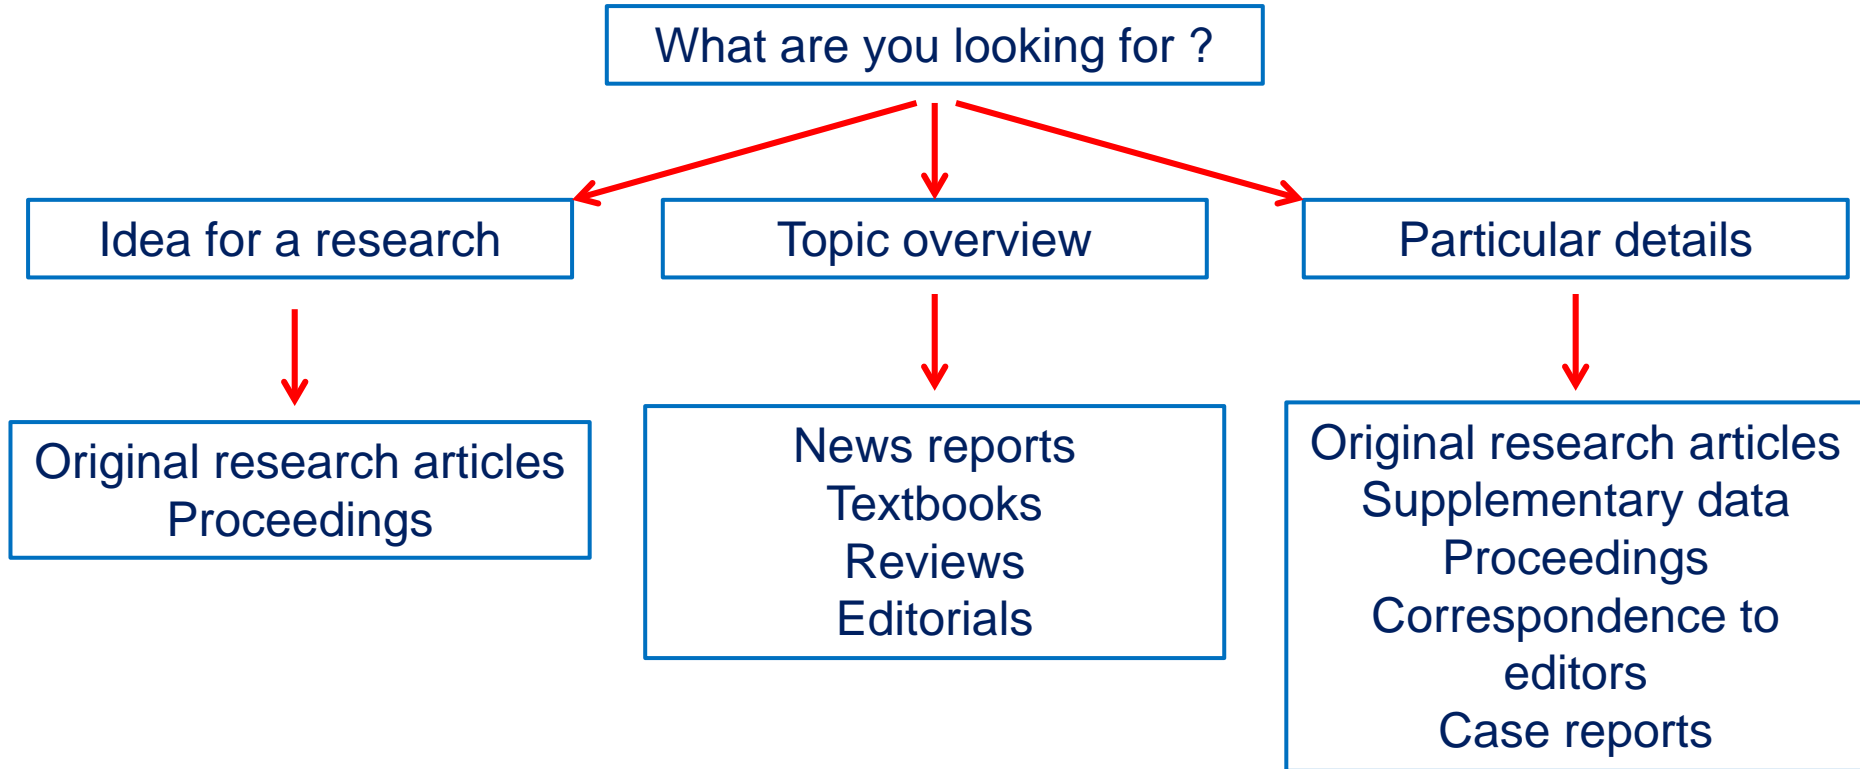 What are you looking for ?
Idea for a research
Topic overview
Particular details
Original research articles
Proceedings
News reports
Textbooks
Reviews
Editorials
Original research articles
Supplementary data
Proceedings
Correspondence to
editors
Case reports